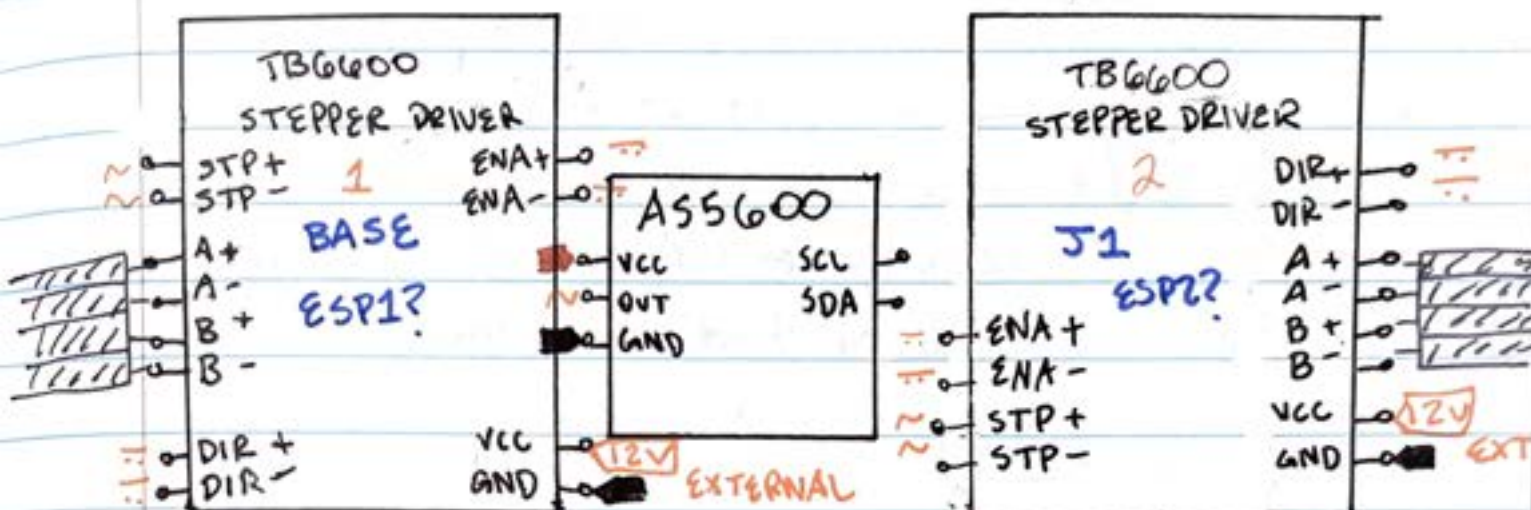 TB6600
STEPPER DRIVER
1
BASE
ESP1?
STP+
STP-
A+
A-
B+
B-
DIR+
DIR-
ENA+
ENA-
VCC
GND
12V
EXTERNAL
AS5600
VCC
OUT
GND
SCL
SDA
TB6600
STEPPER DRIVER
2
J1
ESP2?
ENA+
ENA-
STP+
STP-
DIR+
DIR-
A+
A-
B+
B-
VCC
GND
12V
EXT